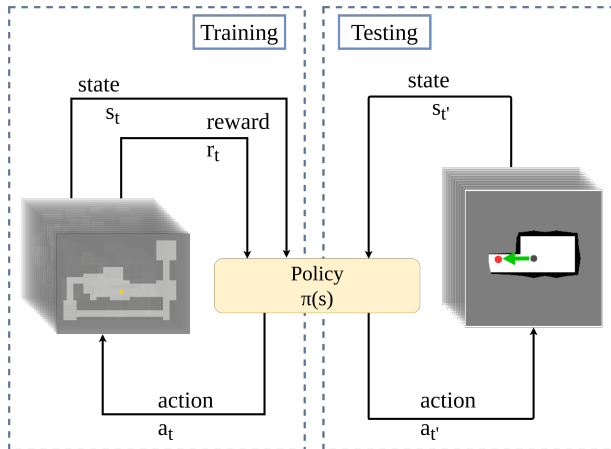 Training
Testing
state
s_t
reward
r_t
state
s_t'
Policy
π(s)
action
a_t
action
a_t'